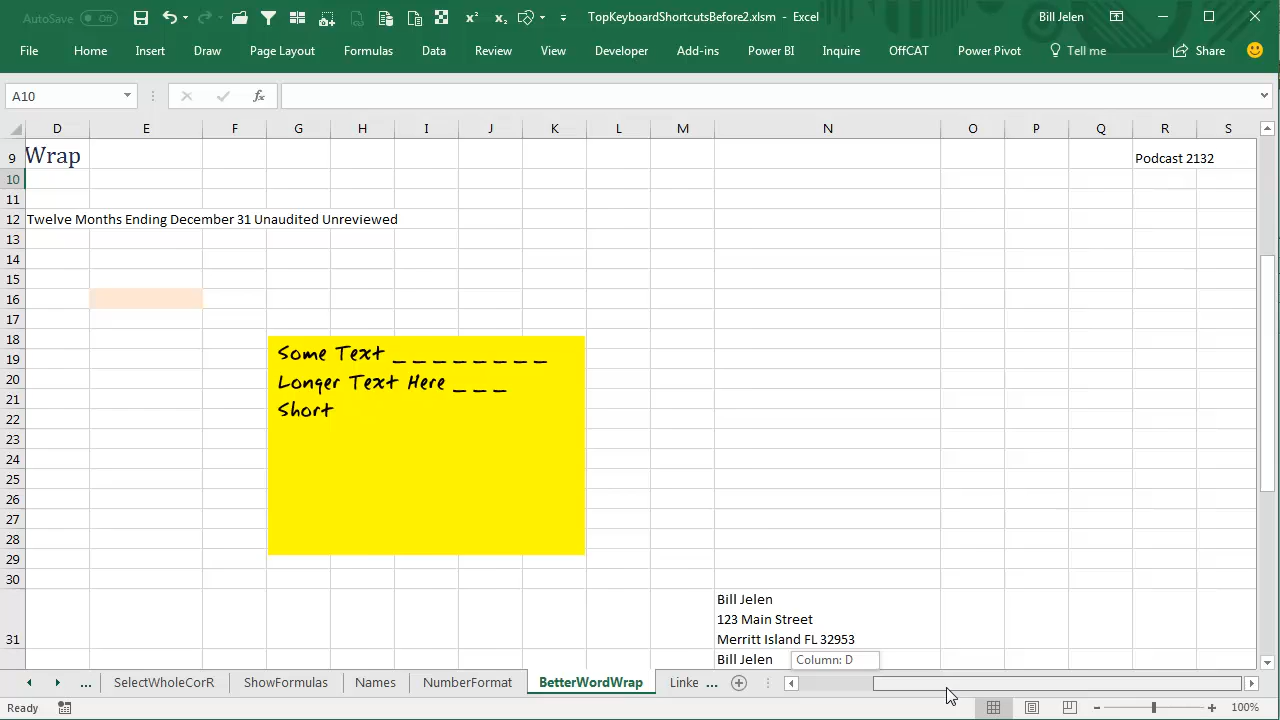 AutoSave Off TopKeyboardShortcutsBefore2.xlsm - Excel Bill Jelen
File Home Insert Draw Page Layout Formulas Data Review View Developer Add-ins Power BI Inquire OffCAT Power Pivot Tell me Share
A10 fx
D E F G H I J K L M N O P Q R S
9 Wrap Podcast 2132
10
11
12 Twelve Months Ending December 31 Unaudited Unreviewed
13
14
15
16
17
18 Some Text _ _ _ _ _ _ _ _
19
20 Longer Text Here _ _ _
21
22 Short
23
24
25
26
27
28
29
30
Bill Jelen
123 Main Street
31 Merritt Island FL 32953
Bill Jelen Column: D
... SelectWholeCorR ShowFormulas Names NumberFormat BetterWordWrap Linke ...
Ready 100%